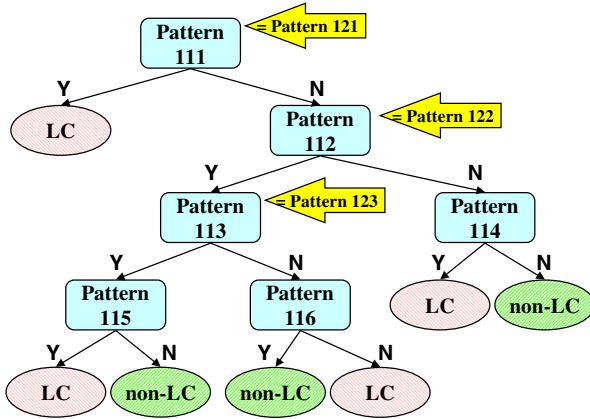 Pattern
111
= Pattern 121
Y
N
LC
Pattern
112
= Pattern 122
Y
N
Pattern
113
= Pattern 123
Pattern
114
Y
N
Y
N
Pattern
115
Pattern
116
LC
non-LC
Y
N
Y
N
LC
non-LC
non-LC
LC